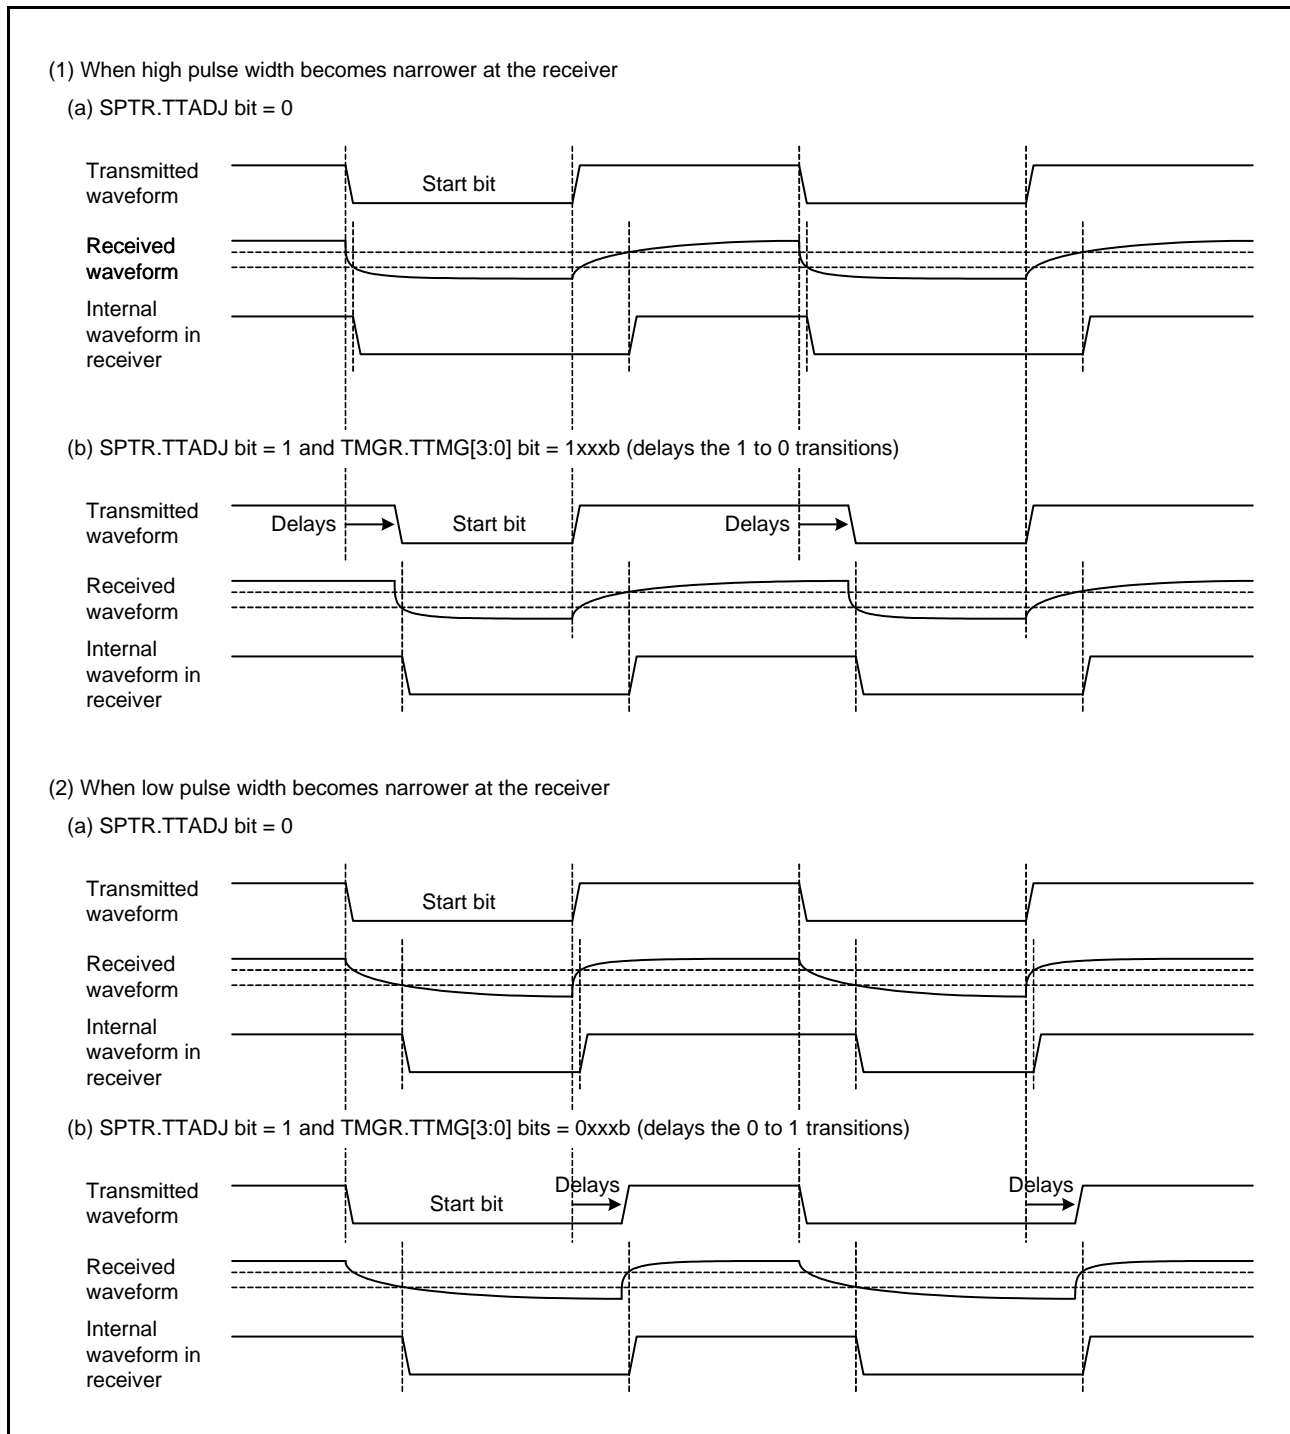 (1) When high pulse width becomes narrower at the receiver
(a) SPTR.TTADJ bit = 0
Transmitted
waveform
Start bit
Received
waveform
Internal
waveform in
receiver
(b) SPTR.TTADJ bit = 1 and TMGR.TTMG[3:0] bit = 1xxxb (delays the 1 to 0 transitions)
Transmitted
waveform
Delays
Start bit
Delays
Received
waveform
Internal
waveform in
receiver
(2) When low pulse width becomes narrower at the receiver
(a) SPTR.TTADJ bit = 0
Transmitted
waveform
Start bit
Received
waveform
Internal
waveform in
receiver
(b) SPTR.TTADJ bit = 1 and TMGR.TTMG[3:0] bits = 0xxxb (delays the 0 to 1 transitions)
Transmitted
waveform
Start bit
Delays
Delays
Received
waveform
Internal
waveform in
receiver